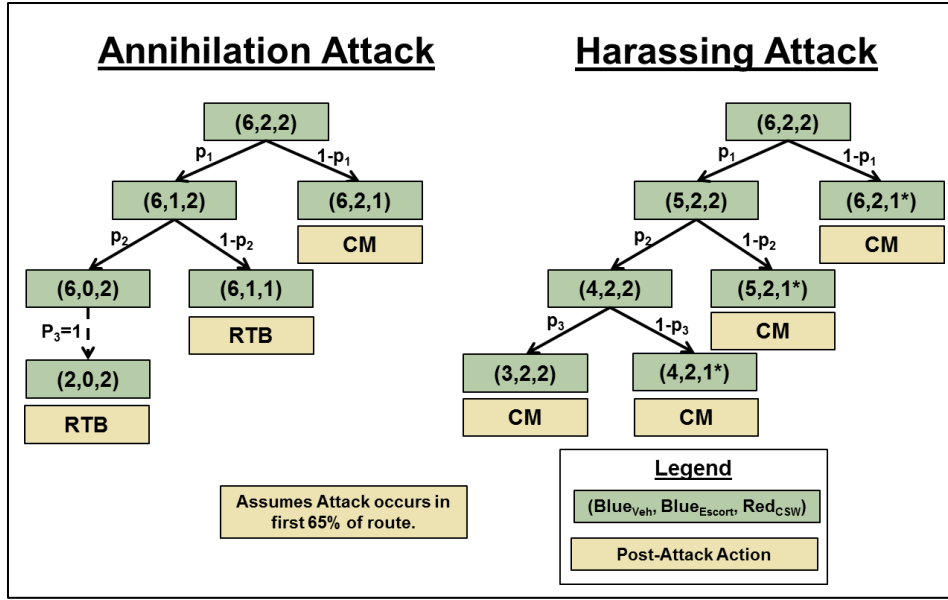 Annihilation Attack
(6,2,2)
p1
1-p1
(6,1,2)
(6,2,1)
CM
p2
1-p2
(6,0,2)
(6,1,1)
RTB
P3=1
(2,0,2)
RTB
Assumes Attack occurs in
first 65% of route.
Harassing Attack
(6,2,2)
p1
1-p1
(5,2,2)
(6,2,1*)
CM
p2
1-p2
(4,2,2)
(5,2,1*)
CM
p3
1-p3
(3,2,2)
(4,2,1*)
CM
CM
Legend
(BlueVeh, BlueEscort, RedCSW)
Post-Attack Action